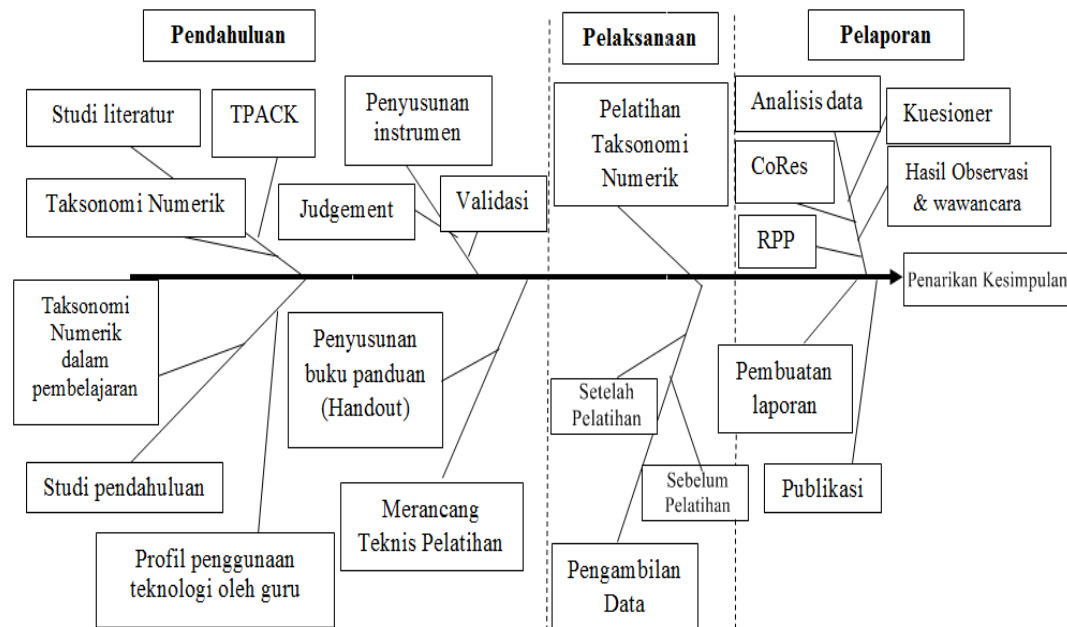 Pendahuluan
Pelaksanaan
Pelaporan
Studi literatur
TPACK
Penyusunan
instrumen
Taksonomi Numerik
Judgement
Validasi
Pelatihan
Taksonomi
Numerik
Analisis data
Kuesioner
CoRes
Hasil Observasi
& wawancara
RPP
Penarikan Kesimpulan
Taksonomi
Numerik
dalam
pembelajaran
Penyusunan
buku panduan
(Handout)
Studi pendahuluan
Merancang
Teknis Pelatihan
Profil penggunaan
teknologi oleh guru
Setelah
Pelatihan
Sebelum
Pelatihan
Pengambilan
Data
Pembuatan
laporan
Publikasi